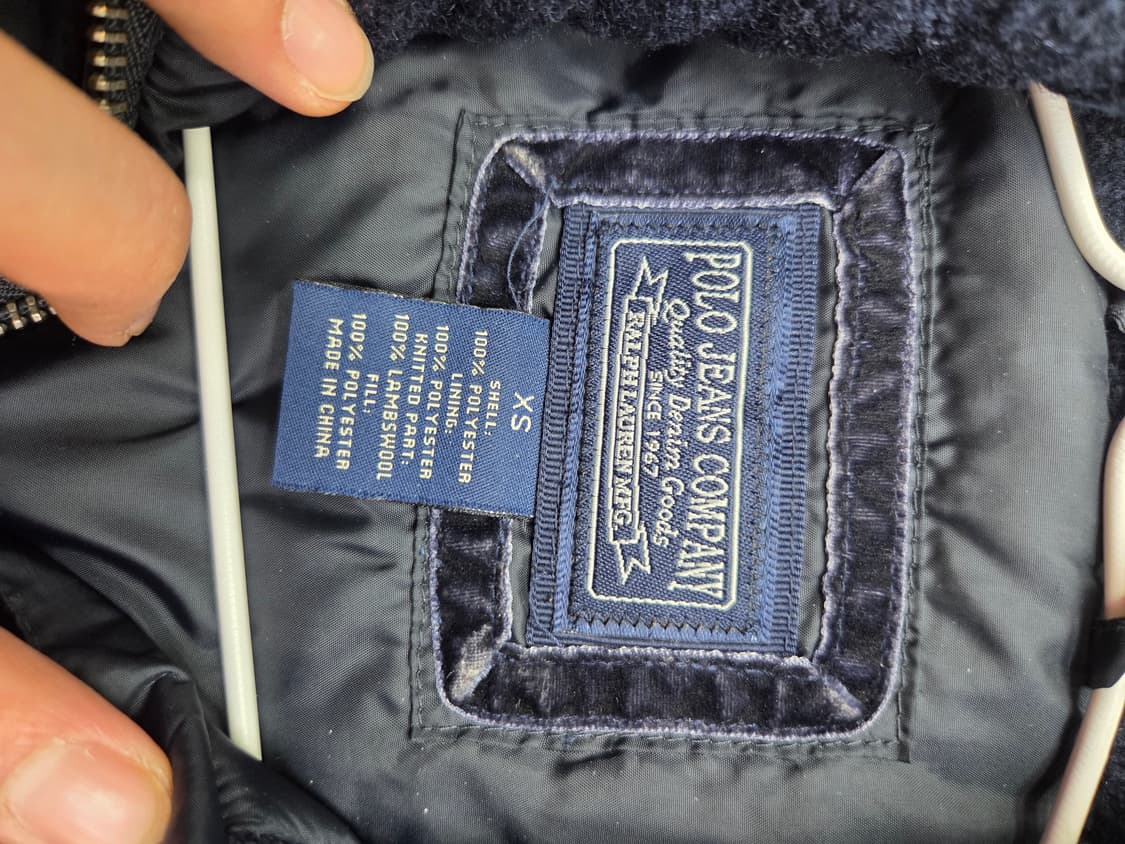 POLO JEANS COMPANY
Quality Denim Goods
SINCE 1967
RALPH LAUREN MFG.
XS
SHELL:
100% POLYESTER
LINING:
100% POLYESTER
KNITTED PART:
100% LAMBSWOOL
FILL:
100% POLYESTER
MADE IN CHINA